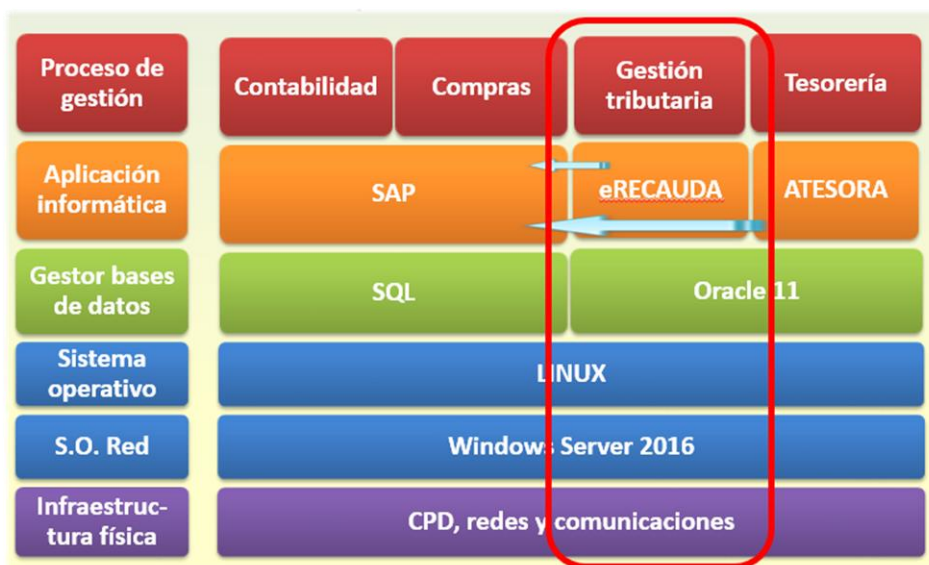 Proceso de
gestión
Contabilidad
Compras
Gestión
tributaria
Tesorería
Aplicación
informática
SAP
eRECAUDA
ATESORA
Gestor bases
de datos
SQL
Oracle 11
Sistema
operativo
LINUX
S.O. Red
Windows Server 2016
Infraestruc-
tura física
CPD, redes y comunicaciones